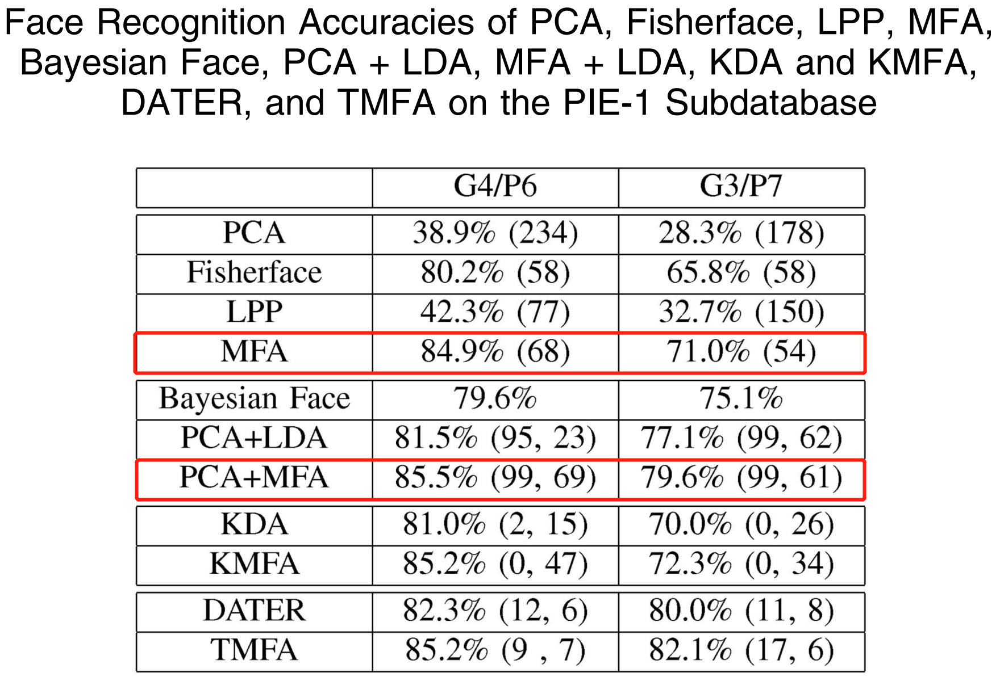 Face Recognition Accuracies of PCA, Fisherface, LPP, MFA,
Bayesian Face, PCA + LDA, MFA + LDA, KDA and KMFA,
DATER, and TMFA on the PIE-1 Subdatabase
G4/P6 G3/P7
PCA 38.9% (234) 28.3% (178)
Fisherface 80.2% (58) 65.8% (58)
LPP 42.3% (77) 32.7% (150)
MFA 84.9% (68) 71.0% (54)
Bayesian Face 79.6% 75.1%
PCA+LDA 81.5% (95, 23) 77.1% (99, 62)
PCA+MFA 85.5% (99, 69) 79.6% (99, 61)
KDA 81.0% (2, 15) 70.0% (0, 26)
KMFA 85.2% (0, 47) 72.3% (0, 34)
DATER 82.3% (12, 6) 80.0% (11, 8)
TMFA 85.2% (9 , 7) 82.1% (17, 6)